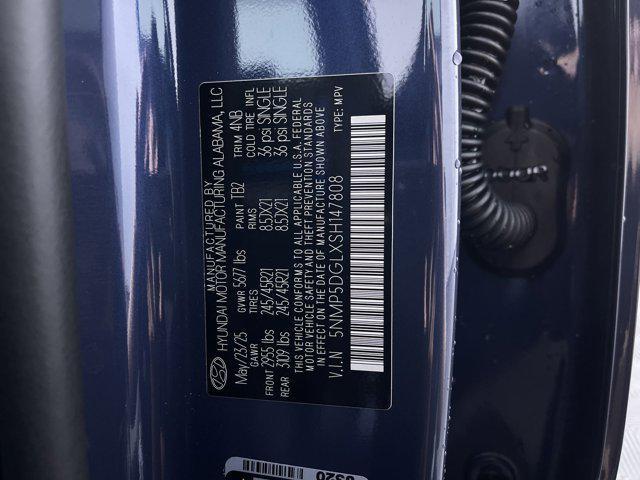 MANUFACTURED BY
HYUNDAI MOTOR MANUFACTURING ALABAMA, LLC
May/23/25 GVWR 5677 lbs PAINT TB2 TRIM 4NB
GAWR TIRES RIMS COLD TIRE INFL
FRONT 2955 lbs 245/45R21 8.5JX21 36 psi SINGLE
REAR 3109 lbs 245/45R21 8.5JX21 36 psi SINGLE
THIS VEHICLE CONFORMS TO ALL APPLICABLE U.S.A. FEDERAL
MOTOR VEHICLE SAFETY AND THEFT PREVENTION STANDARDS
IN EFFECT ON THE DATE OF MANUFACTURE SHOWN ABOVE
V.I.N 5NMP5DGLXSH147808 TYPE: MPV